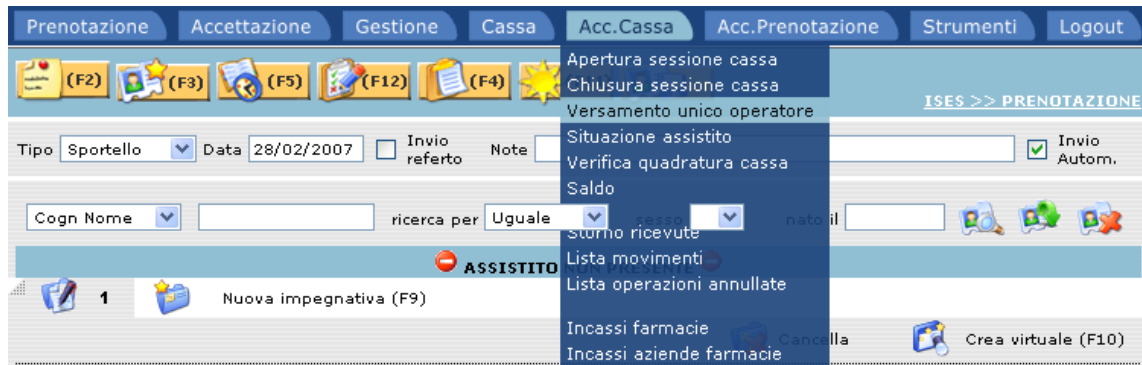 Prenotazione Accettazione Gestione Cassa Acc.Cassa Acc.Prenotazione Strumenti Logout
Apertura sessione cassa
(F2) (F3) (F5) (F12) (F4)
Chiusura sessione cassa
ISES >> PRENOTAZIONE
Versamento unico operatore
Situazione assistito
Tipo Sportello Data 28/02/2007 Invio referto Note Invio Autom.
Verifica quadratura cassa
Saldo
Cogn Nome ricerca per Uguale sesso nato il
Storno ricevute
Lista movimenti
ASSISTITO NON PRESENTE
Lista operazioni annullate
1 Nuova impegnativa (F9)
Incassi farmacie
Cancella Crea virtuale (F10)
Incassi aziende farmacie